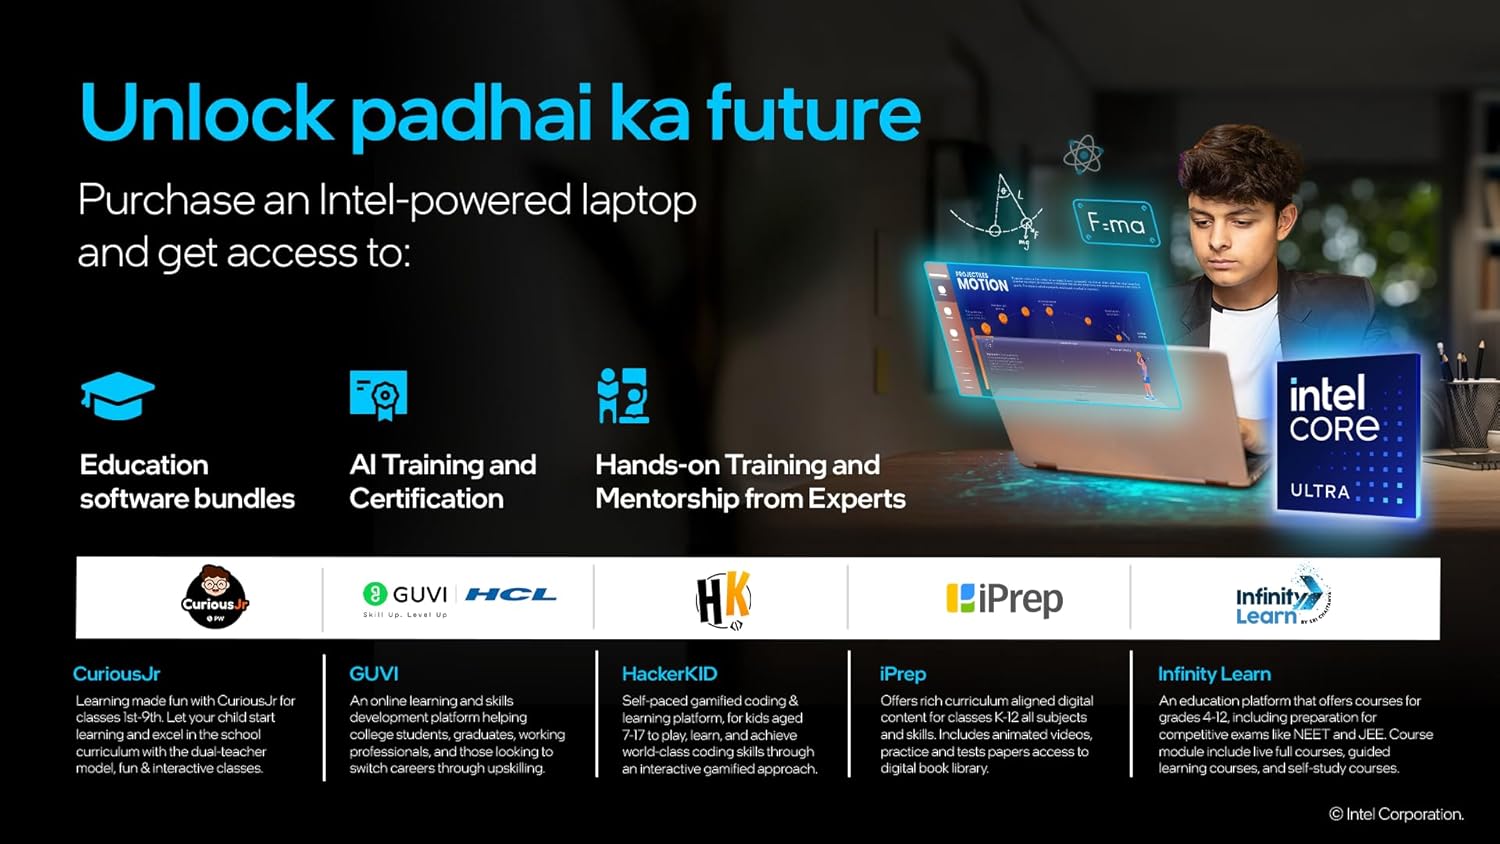 Unlock padhai ka future
Purchase an Intel-powered laptop
and get access to:
θ
L
F
mg
F=ma
PROJECTILES
MOTION
intel
CORE
ULTRA
Education
software bundles
AI Training and
Certification
Hands-on Training and
Mentorship from Experts
CuriousJr
PW
GUVI
HCL
Skill Up. Level Up
HK
</>
iPrep
Infinity
Learn
BY SRI CHAITANYA
CuriousJr
Learning made fun with CuriousJr for
classes 1st-9th. Let your child start
learning and excel in the school
curriculum with the dual-teacher
model, fun & interactive classes.
GUVI
An online learning and skills
development platform helping
college students, graduates, working
professionals, and those looking to
switch careers through upskilling.
HackerKID
Self-paced gamified coding &
learning platform, for kids aged
7-17 to play, learn, and achieve
world-class coding skills through
an interactive gamified approach.
iPrep
Offers rich curriculum aligned digital
content for classes K-12 all subjects
and skills. Includes animated videos,
practice and tests papers access to
digital book library.
Infinity Learn
An education platform that offers courses for
grades 4-12, including preparation for
competitive exams like NEET and JEE. Course
module include live full courses, guided
learning courses, and self-study courses.
© Intel Corporation.